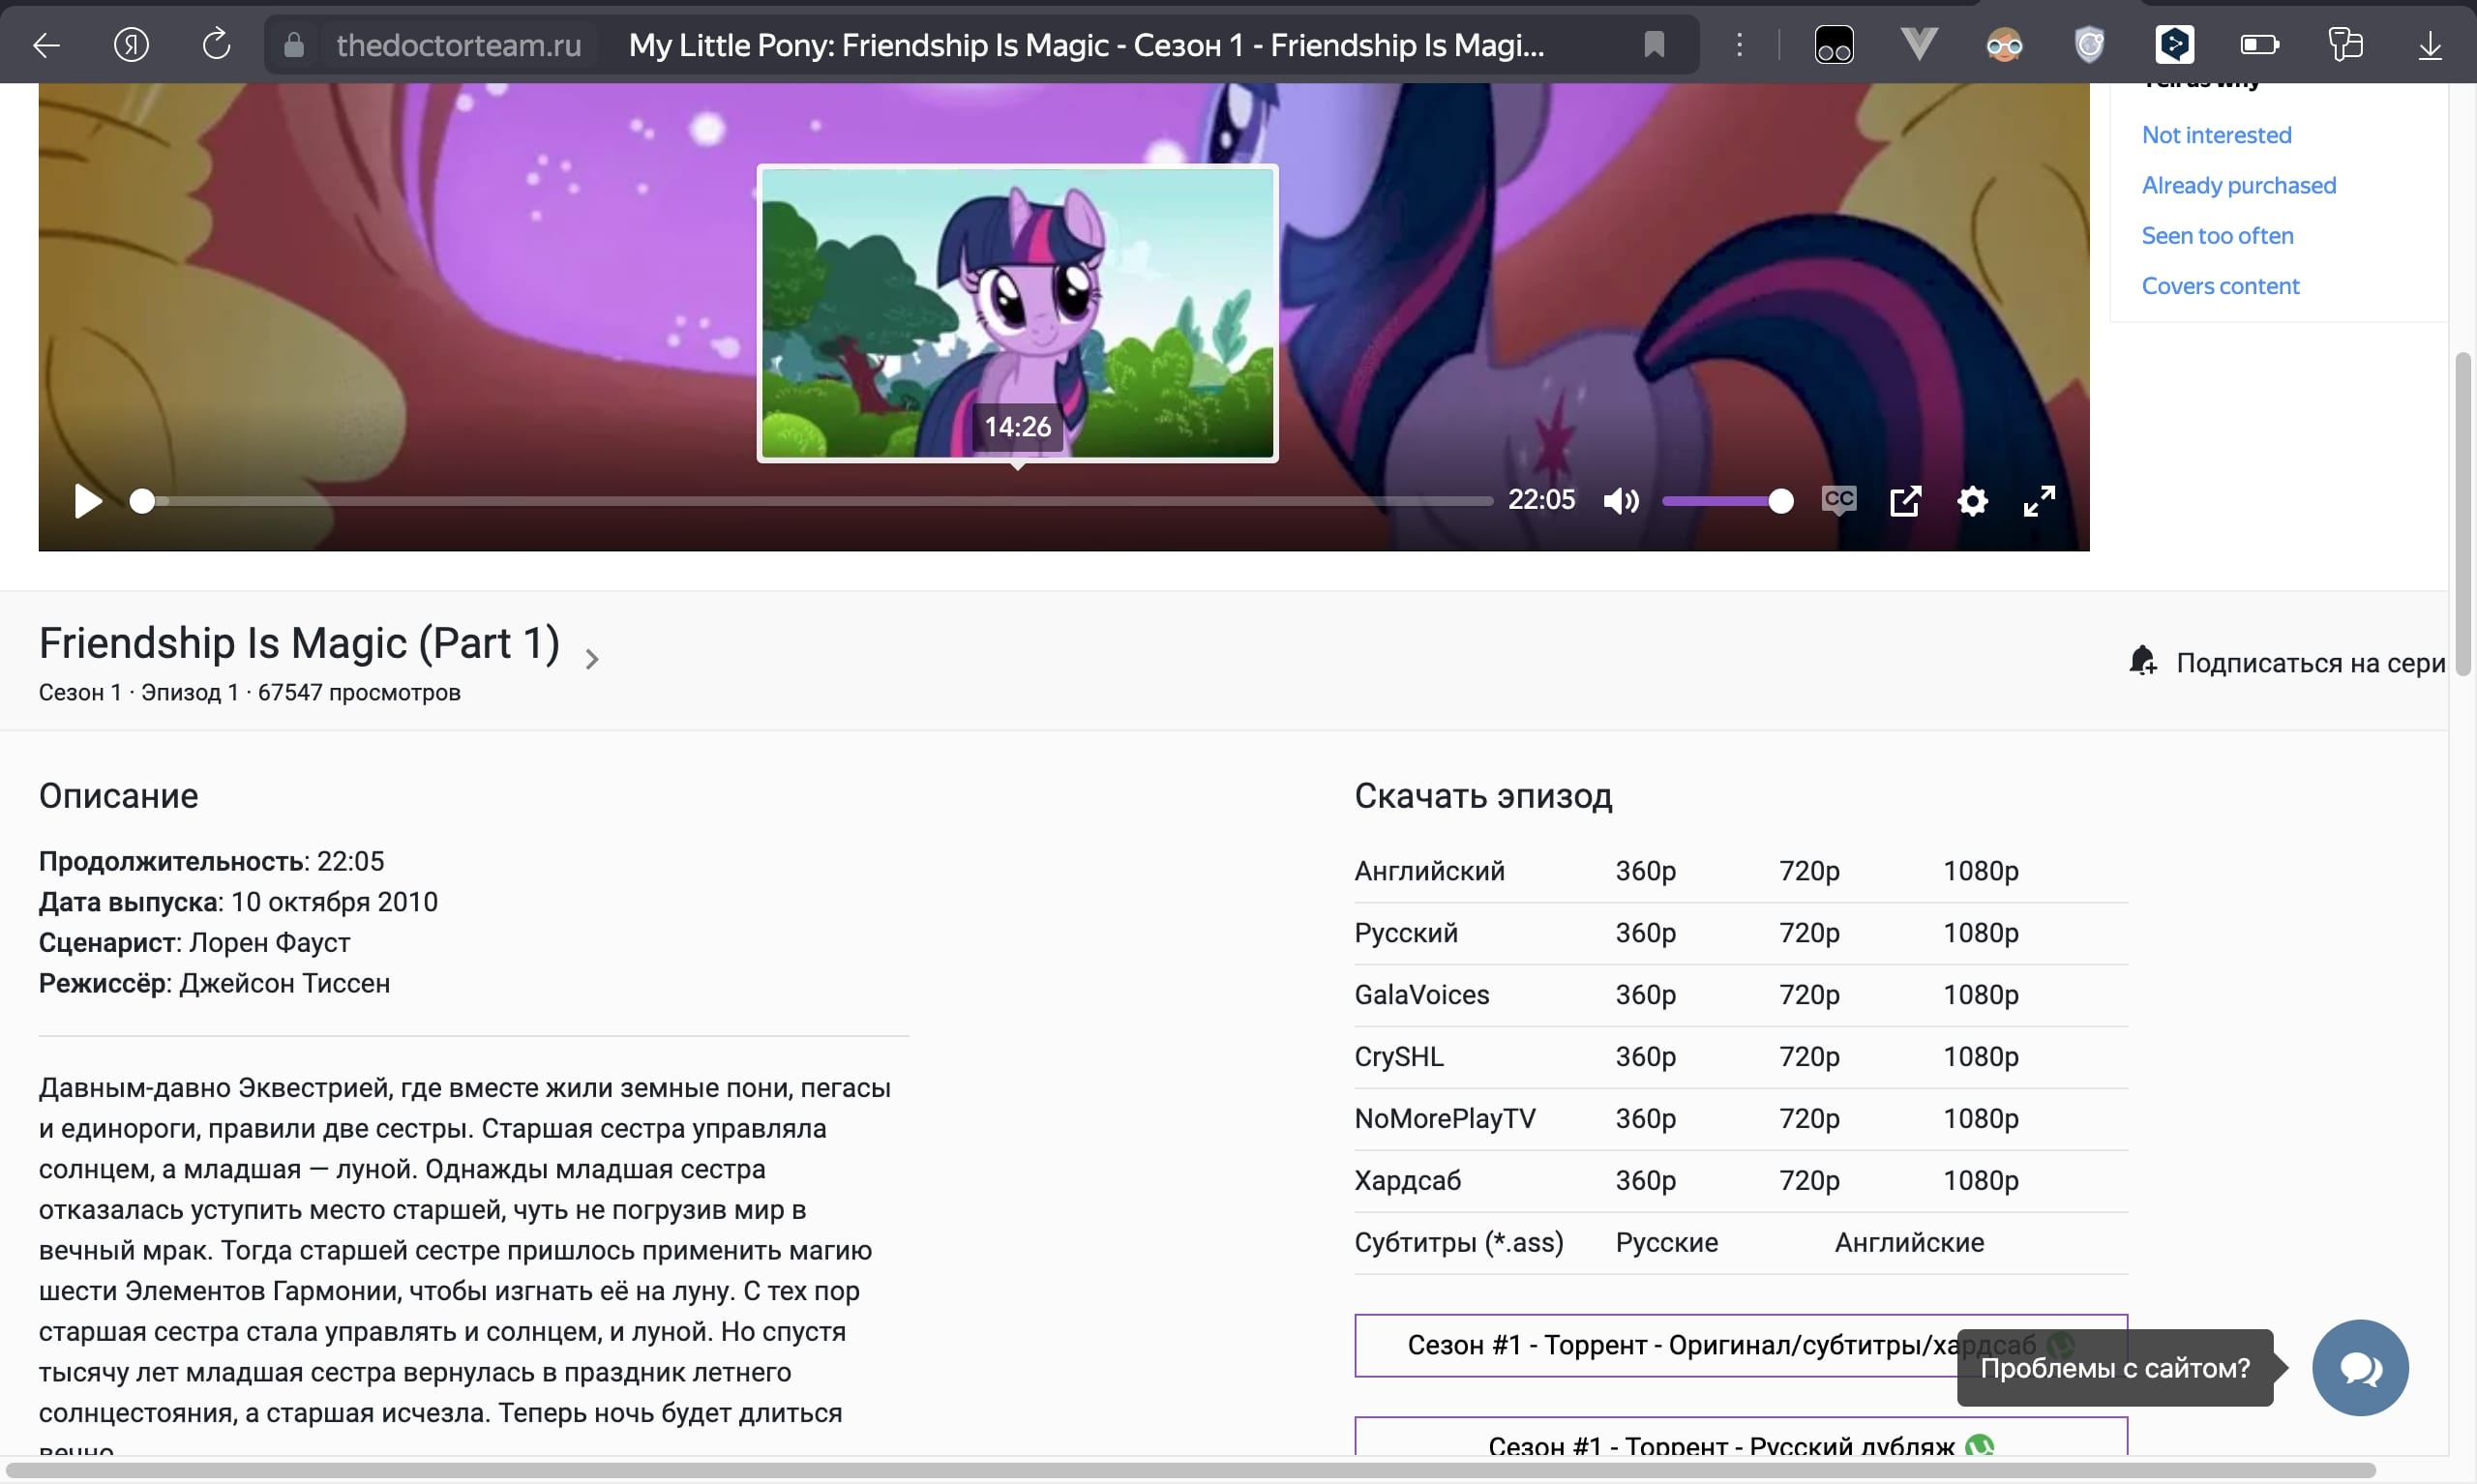 thedoctorteam.ru My Little Pony: Friendship Is Magic - Сезон 1 - Friendship Is Magi...
Tell us why
Not interested
Already purchased
Seen too often
Covers content
14:26
22:05
CC
Friendship Is Magic (Part 1)
Сезон 1 · Эпизод 1 · 67547 просмотров
Подписаться на сери
Описание
Продолжительность: 22:05
Дата выпуска: 10 октября 2010
Сценарист: Лорен Фауст
Режиссёр: Джейсон Тиссен
Давным-давно Эквестрией, где вместе жили земные пони, пегасы
и единороги, правили две сестры. Старшая сестра управляла
солнцем, а младшая — луной. Однажды младшая сестра
отказалась уступить место старшей, чуть не погрузив мир в
вечный мрак. Тогда старшей сестре пришлось применить магию
шести Элементов Гармонии, чтобы изгнать её на луну. С тех пор
старшая сестра стала управлять и солнцем, и луной. Но спустя
тысячу лет младшая сестра вернулась в праздник летнего
солнцестояния, а старшая исчезла. Теперь ночь будет длиться
вечно
Скачать эпизод
Английский 360p 720p 1080p
Русский 360p 720p 1080p
GalaVoices 360p 720p 1080p
CrySHL 360p 720p 1080p
NoMorePlayTV 360p 720p 1080p
Хардсаб 360p 720p 1080p
Субтитры (*.ass) Русские Английские
Сезон #1 - Торрент - Оригинал/субтитры/хардсаб
Проблемы с сайтом?
Сезон #1 - Торрент - Русский дубляж